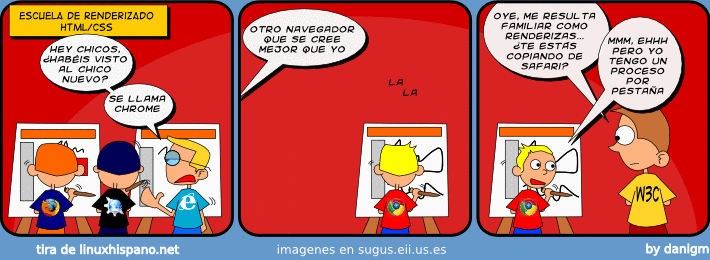 ESCUELA DE RENDERIZADO
HTML/CSS
HEY CHICOS,
¿HABÉIS VISTO
AL CHICO
NUEVO?
SE LLAMA
CHROME
e
OTRO NAVEGADOR
QUE SE CREE
MEJOR QUE YO
LA
LA
OYE, ME RESULTA
FAMILIAR COMO
RENDERIZAS...
¿TE ESTÁS
COPIANDO DE
SAFARI?
MMM, EHHH
PERO YO
TENGO UN
PROCESO
POR
PESTAÑA
W3C
tira de linuxhispano.net
imagenes en sugus.eii.us.es
by danigm